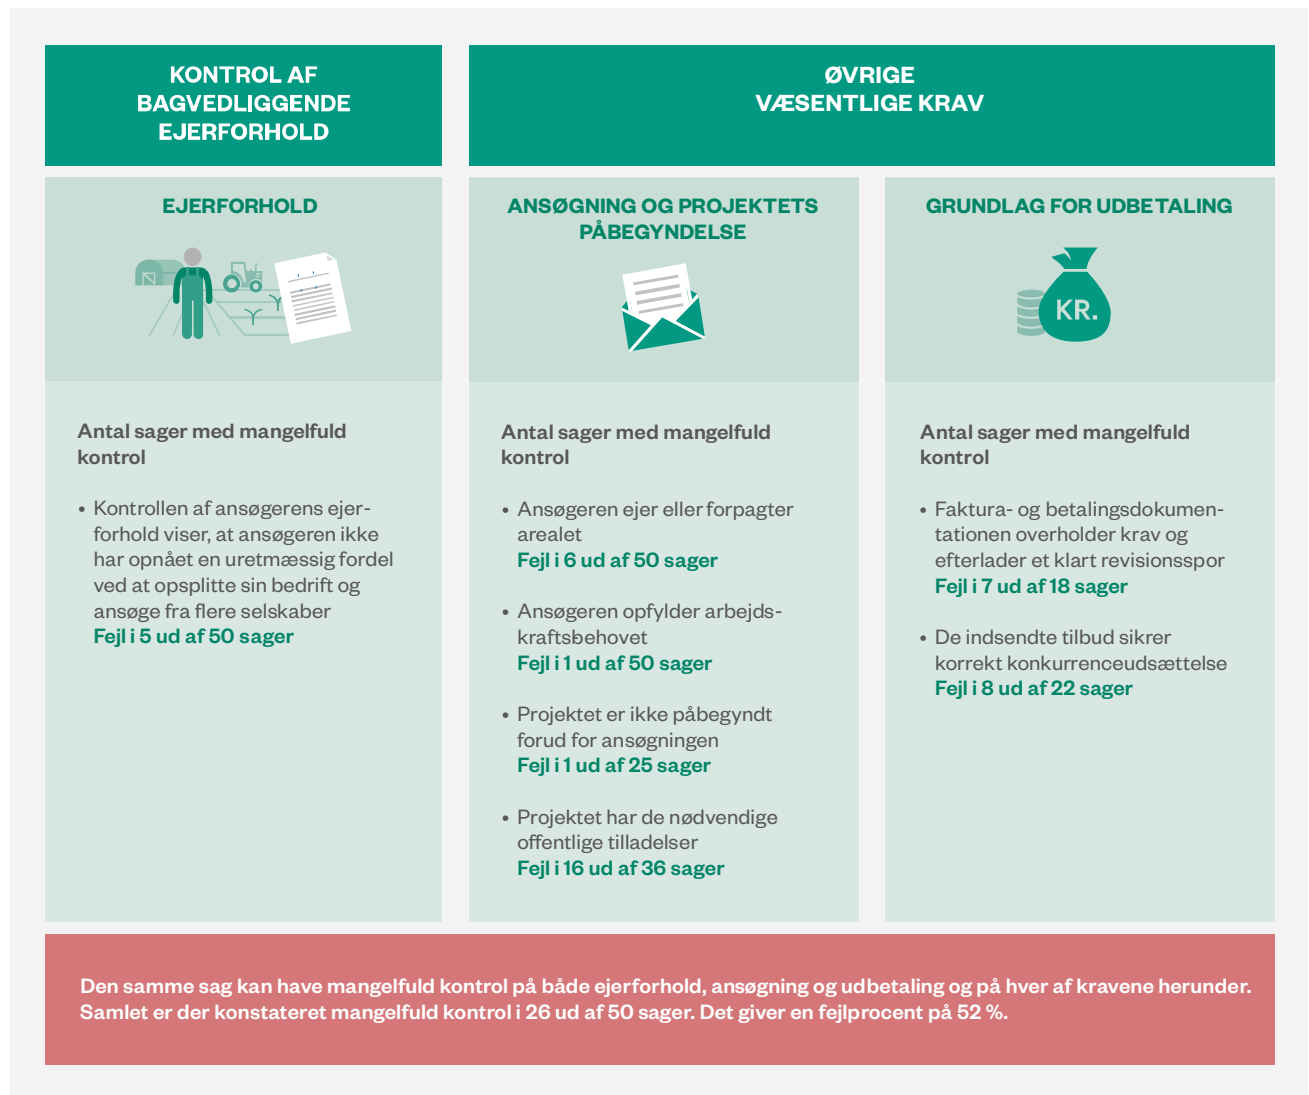 KONTROL AF
BAGVEDLIGGENDE
EJERFORHOLD
ØVRIGE
VÆSENTLIGE KRAV
EJERFORHOLD
Antal sager med mangelfuld
kontrol
• Kontrollen af ansøgerens ejer-
forhold viser, at ansøgeren ikke
har opnået en uretmæssig fordel
ved at opsplitte sin bedrift og
ansøge fra flere selskaber
Fejl i 5 ud af 50 sager
ANSØGNING OG PROJEKTETS
PÅBEGYNDELSE
Antal sager med mangelfuld
kontrol
• Ansøgeren ejer eller forpagter
arealet
Fejl i 6 ud af 50 sager
• Ansøgeren opfylder arbejds-
kraftsbehovet
Fejl i 1 ud af 50 sager
• Projektet er ikke påbegyndt
forud for ansøgningen
Fejl i 1 ud af 25 sager
• Projektet har de nødvendige
offentlige tilladelser
Fejl i 16 ud af 36 sager
GRUNDLAG FOR UDBETALING
KR.
Antal sager med mangelfuld
kontrol
• Faktura- og betalingsdokumen-
tationen overholder krav og
efterlader et klart revisionsspor
Fejl i 7 ud af 18 sager
• De indsendte tilbud sikrer
korrekt konkurrenceudsættelse
Fejl i 8 ud af 22 sager
Den samme sag kan have mangelfuld kontrol på både ejerforhold, ansøgning og udbetaling og på hver af kravene herunder.
Samlet er der konstateret mangelfuld kontrol i 26 ud af 50 sager. Det giver en fejlprocent på 52 %.